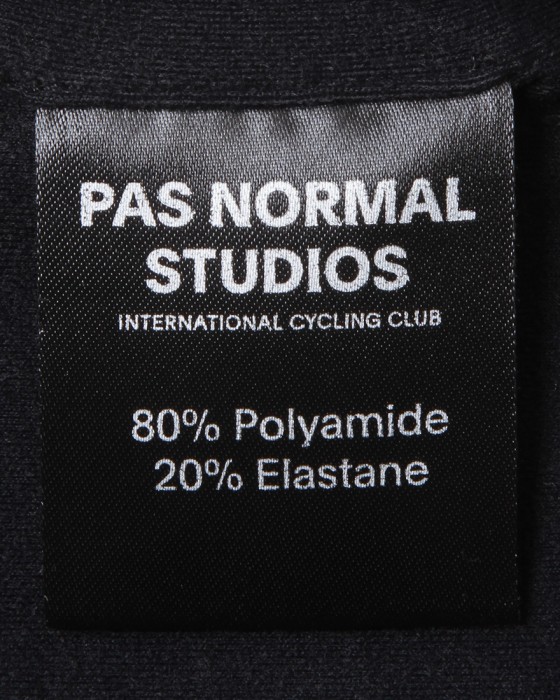 PAS NORMAL
STUDIOS
INTERNATIONAL CYCLING CLUB
80% Polyamide
20% Elastane